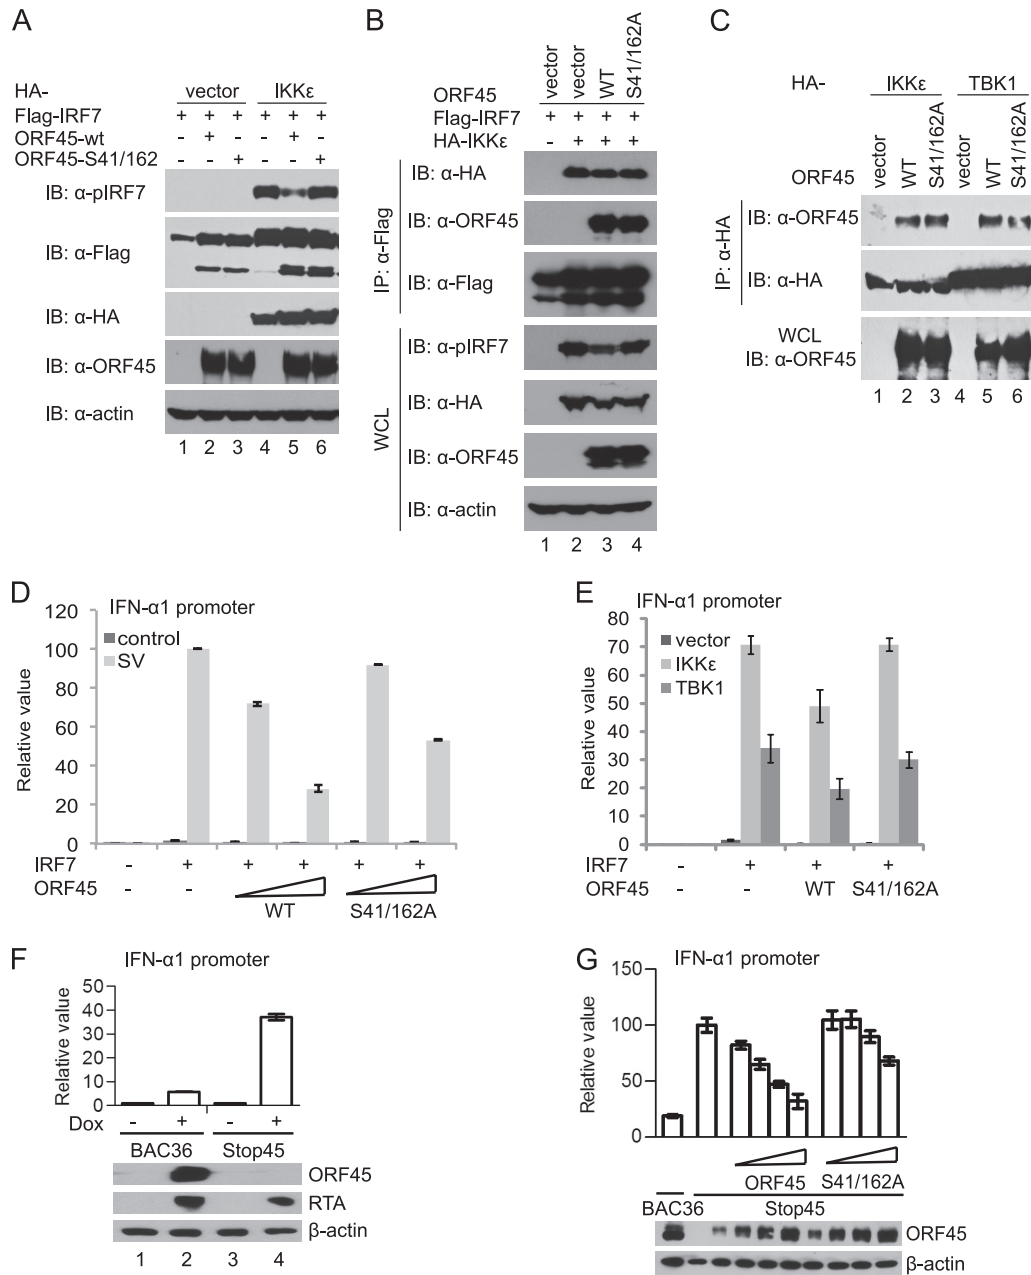 A
HA- vector IKKε
Flag-IRF7 + + + + + +
ORF45-wt - + - - + -
ORF45-S41/162 - - + - - +
IB: α-pIRF7
IB: α-Flag
IB: α-HA
IB: α-ORF45
IB: α-actin
1 2 3 4 5 6
B
ORF45 vector vector WT S41/162A
Flag-IRF7 + + + +
HA-IKKε - + + +
IP: α-Flag
IB: α-HA
IB: α-ORF45
IB: α-Flag
WCL
IB: α-pIRF7
IB: α-HA
IB: α-ORF45
IB: α-actin
1 2 3 4
C
HA- IKKε TBK1
ORF45 vector WT S41/162A vector WT S41/162A
IP: α-HA
IB: α-ORF45
IB: α-HA
WCL
IB: α-ORF45
1 2 3 4 5 6
D
IFN-α1 promoter
control
SV
Relative value
120
100
80
60
40
20
0
IRF7 - + + + + +
ORF45 - -
WT S41/162A
E
IFN-α1 promoter
vector
IKKε
TBK1
Relative value
80
70
60
50
40
30
20
10
0
IRF7 - + + +
ORF45 - - WT S41/162A
F
IFN-α1 promoter
Relative value
50
40
30
20
10
0
Dox - + - +
BAC36 Stop45
ORF45
RTA
β-actin
1 2 3 4
G
IFN-α1 promoter
Relative value
150
100
50
0
ORF45 S41/162A
BAC36 Stop45
ORF45
β-actin